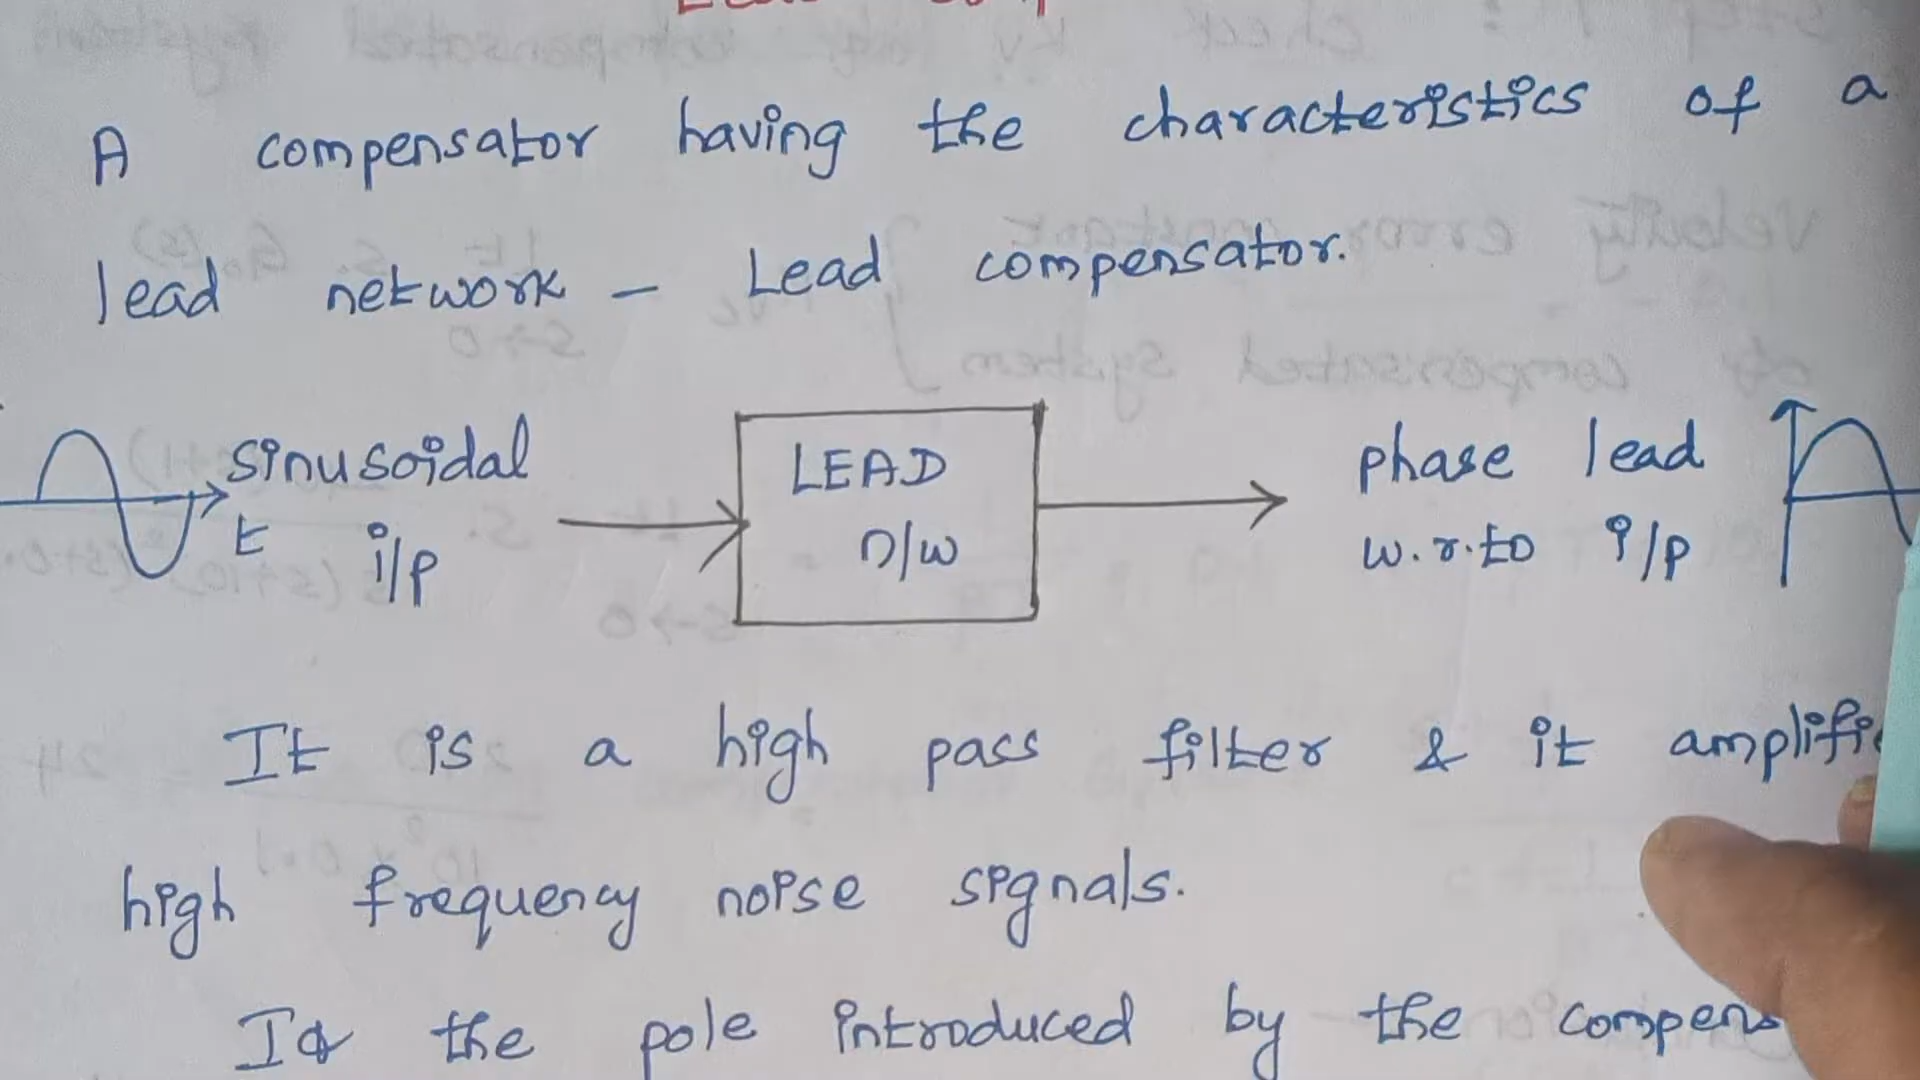 A compensator having the characteristics of a
lead network - Lead compensator.
sinusoidal
t i/p
LEAD
n/w
phase lead
w.r.to i/p
It is a high pass filter & it amplifi
high frequency noise signals.
If the pole introduced by the compens